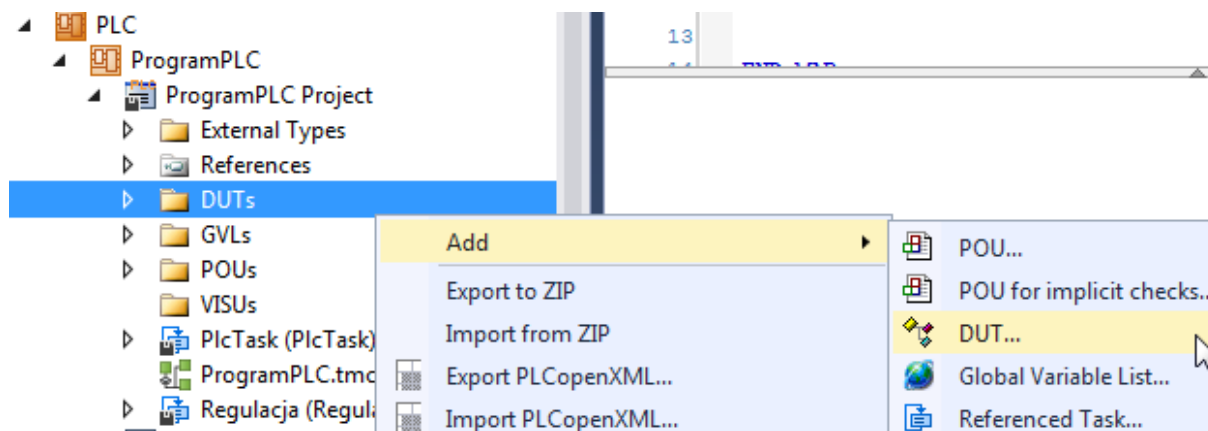 PLC
ProgramPLC
ProgramPLC Project
External Types
References
DUTs
GVLs
POUs
VISUs
PlcTask (PlcTask)
ProgramPLC.tmc
Regulacja (Regula
13
Add
Export to ZIP
Import from ZIP
Export PLCopenXML...
Import PLCopenXML...
POU...
POU for implicit checks..
DUT...
Global Variable List...
Referenced Task...